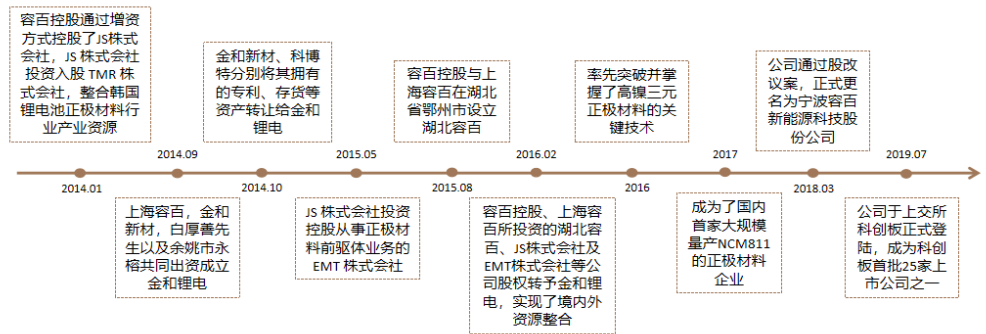 容百控股通过增资
方式控股了JS株式
会社，JS 株式会社
投资入股 TMR 株
式会社，整合韩国
锂电池正极材料行
业产业资源
金和新材、科博
特分别将其拥有
的专利、存货等
资产转让给金和
锂电
容百控股与上
海容百在湖北
省鄂州市设立
湖北容百
率先突破并掌
握了高镍三元
正极材料的关
键技术
公司通过股改
议案，正式更
名为宁波容百
新能源科技股
份公司
2014.09
2015.05
2016.02
2017
2019.07
2014.01
2014.10
2015.08
2016
2018.03
上海容百，金和
新材，白厚善先
生以及余姚市永
榕共同出资成立
金和锂电
JS 株式会社投资
控股从事正极材
料前驱体业务的
EMT 株式会社
容百控股、上海容
百所投资的湖北容
百、JS株式会社及
EMT株式会社等公
司股权转予金和锂
电，实现了境内外
资源整合
成为了国内
首家大规模
量产NCM811
的正极材料
企业
公司于上交所
科创板正式登
陆，成为科创
板首批25家上
市公司之一